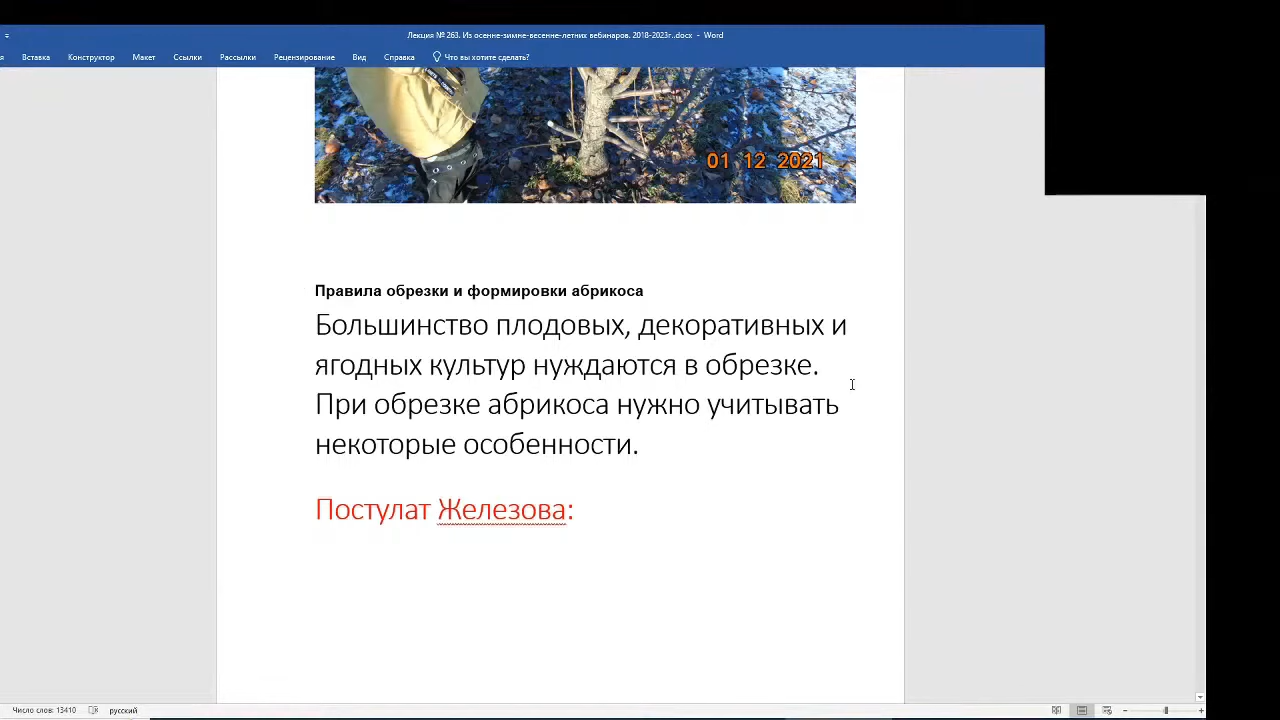 Лекция № 263. Из осенне-зимне-весенне-летних вебинаров. 2018-2023г..docx - Word
Вставка Конструктор Макет Ссылки Рассылки Рецензирование Вид Справка Что вы хотите сделать?
01 12 2021
Правила обрезки и формировки абрикоса
Большинство плодовых, декоративных и
ягодных культур нуждаются в обрезке.
При обрезке абрикоса нужно учитывать
некоторые особенности.
Постулат Железова:
Число слов: 13410 русский